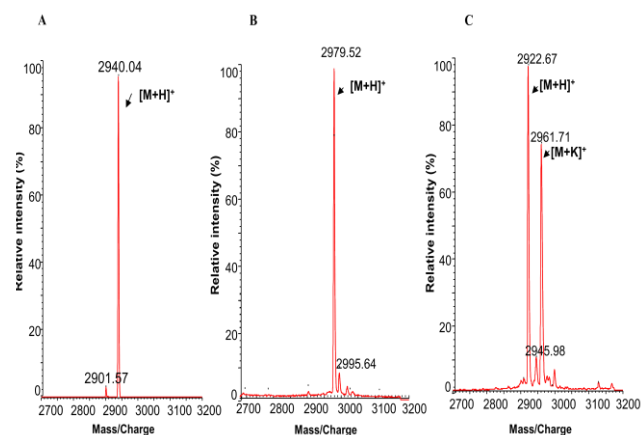 A
2940.04
[M+H]⁺
2901.57
100
80
60
40
20
0
Relative intensity (%)
2700 2800 2900 3000 3100 3200
Mass/Charge
B
2979.52
[M+H]⁺
2995.64
100
80
60
40
20
0
Relative intensity (%)
2700 2800 2900 3000 3100 3200
Mass/Charge
C
2922.67
[M+H]⁺
2961.71
[M+K]⁺
2945.98
100
80
60
40
20
0
Relative intensity (%)
2700 2800 2900 3000 3100 3200
Mass/Charge